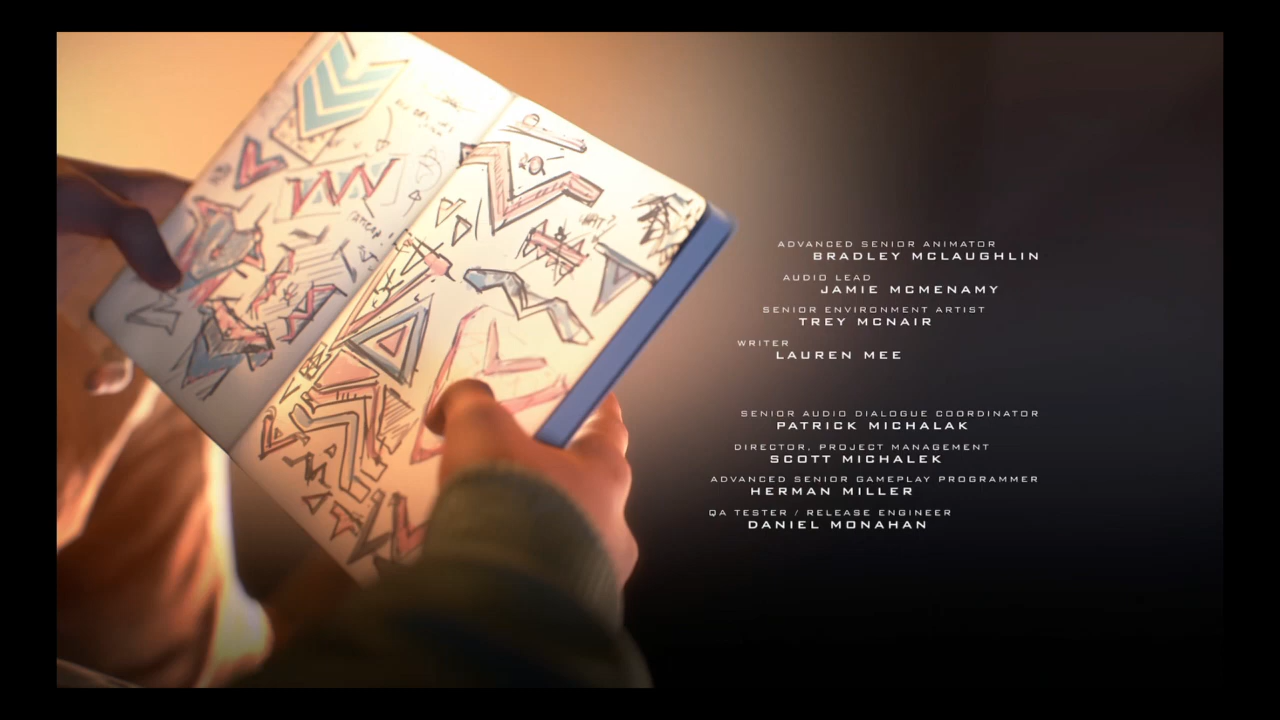 ADVANCED SENIOR ANIMATOR
BRADLEY MCLAUGHLIN
AUDIO LEAD
JAMIE MCMENAMY
SENIOR ENVIRONMENT ARTIST
TREY MCNAIR
WRITER
LAUREN MEE
SENIOR AUDIO DIALOGUE COORDINATOR
PATRICK MICHALAK
DIRECTOR, PROJECT MANAGEMENT
SCOTT MICHALEK
ADVANCED SENIOR GAMEPLAY PROGRAMMER
HERMAN MILLER
QA TESTER / RELEASE ENGINEER
DANIEL MONAHAN